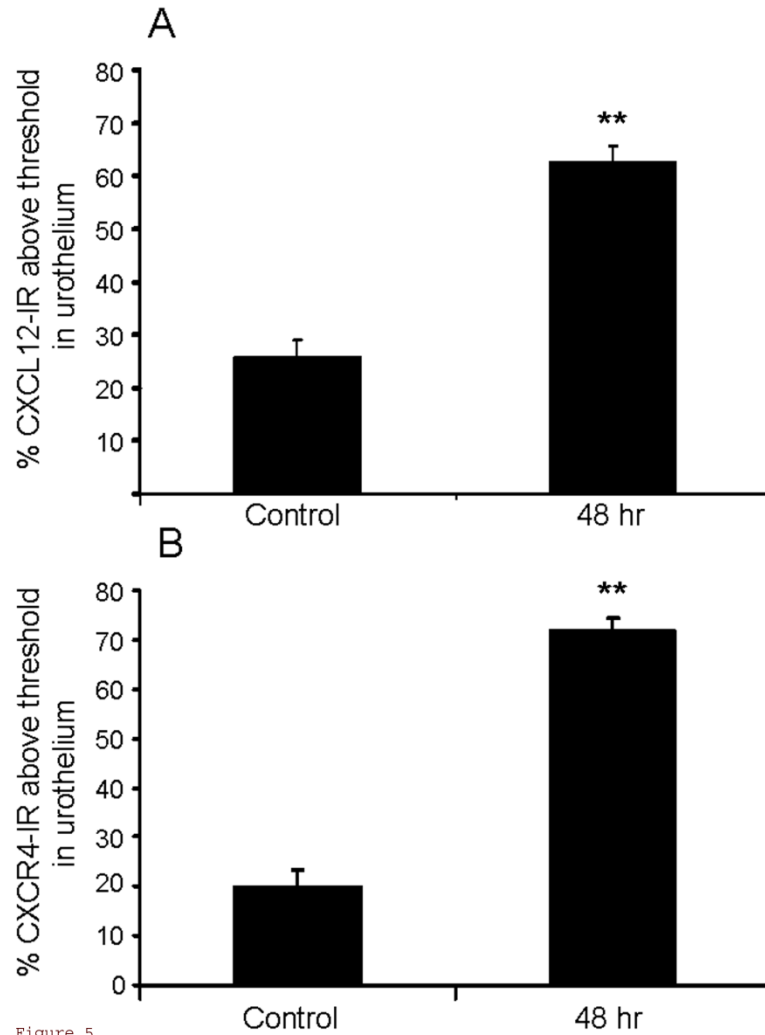 A
% CXCL12-IR above threshold
in urothelium
80
70
60
50
40
30
20
10
**
Control 48 hr
B
% CXCR4-IR above threshold
in urothelium
80
70
60
50
40
30
20
10
0
**
Control 48 hr
Figure 5